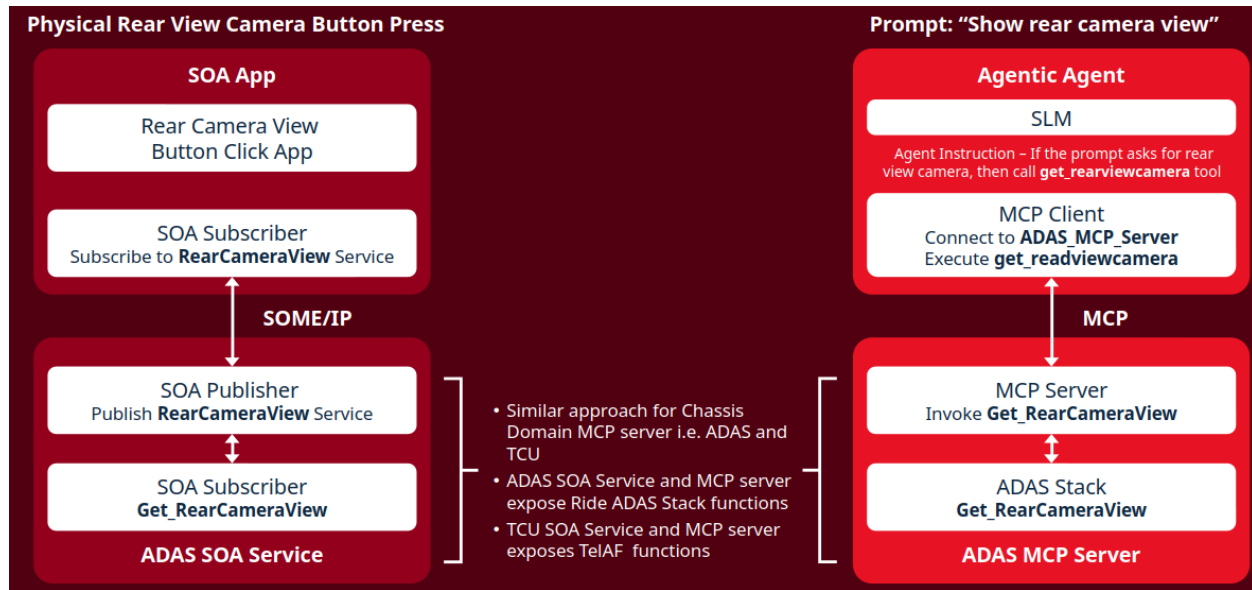 Physical Rear View Camera Button Press
SOA App
Rear Camera View
Button Click App
SOA Subscriber
Subscribe to RearCameraView Service
SOME/IP
SOA Publisher
Publish RearCameraView Service
SOA Subscriber
Get_RearCameraView
ADAS SOA Service
• Similar approach for Chassis
Domain MCP server i.e. ADAS and
TCU
• ADAS SOA Service and MCP server
expose Ride ADAS Stack functions
• TCU SOA Service and MCP server
exposes TelAF functions
Prompt: “Show rear camera view”
Agentic Agent
SLM
Agent Instruction – If the prompt asks for rear
view camera, then call get_rearviewcamera tool
MCP Client
Connect to ADAS_MCP_Server
Execute get_readviewcamera
MCP
MCP Server
Invoke Get_RearCameraView
ADAS Stack
Get_RearCameraView
ADAS MCP Server